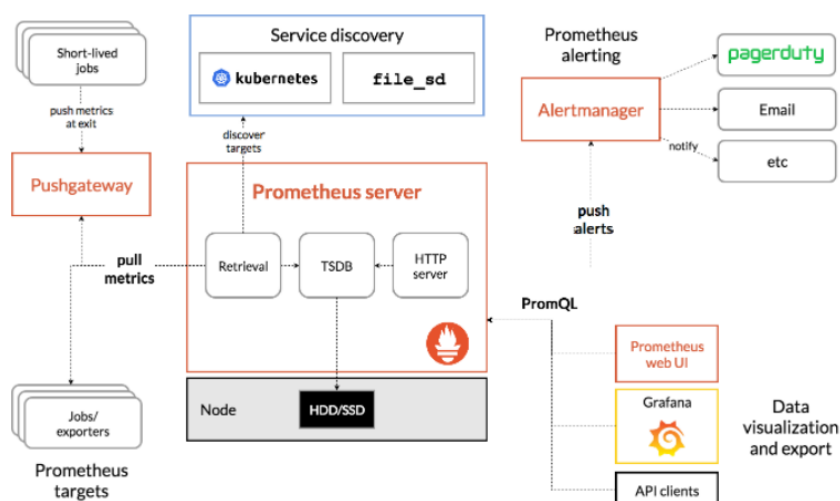 Short-lived
jobs
push metrics
at exit
Pushgateway
Service discovery
kubernetes
file_sd
discover
targets
Prometheus
alerting
Alertmanager
pagerduty
Email
notify
etc
push
alerts
Prometheus server
Retrieval
TSDB
HTTP
server
pull
metrics
PromQL
Node
HDD/SSD
Jobs/
exporters
Prometheus
targets
Prometheus
web UI
Grafana
API clients
Data
visualization
and export